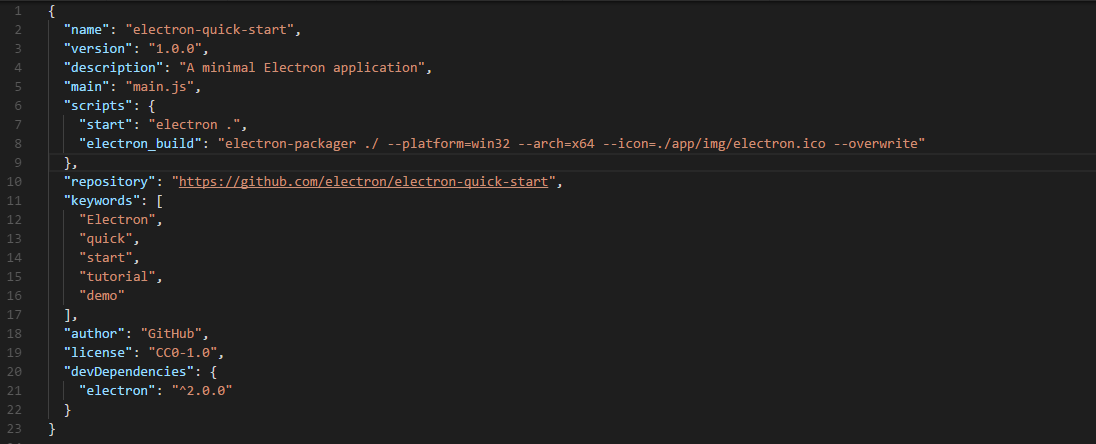 1 {
2 "name": "electron-quick-start",
3 "version": "1.0.0",
4 "description": "A minimal Electron application",
5 "main": "main.js",
6 "scripts": {
7 "start": "electron .",
8 "electron_build": "electron-packager ./ --platform=win32 --arch=x64 --icon=./app/img/electron.ico --overwrite"
9 },
10 "repository": "https://github.com/electron/electron-quick-start",
11 "keywords": [
12 "Electron",
13 "quick",
14 "start",
15 "tutorial",
16 "demo"
17 ],
18 "author": "GitHub",
19 "license": "CC0-1.0",
20 "devDependencies": {
21 "electron": "^2.0.0"
22 }
23 }